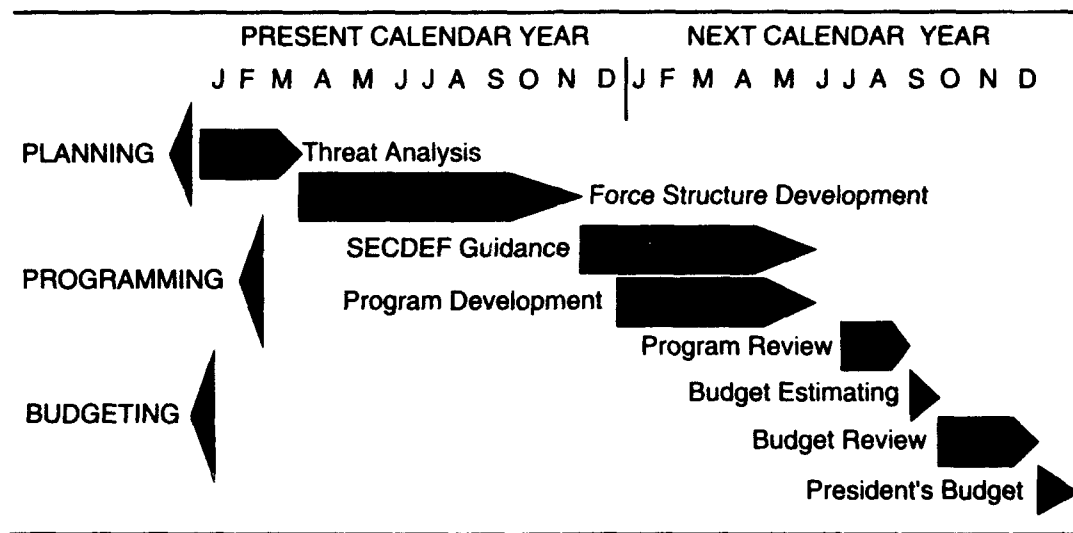 PRESENT CALENDAR YEAR NEXT CALENDAR YEAR
J F M A M J J A S O N D J F M A M J J A S O N D
PLANNING
Threat Analysis
Force Structure Development
SECDEF Guidance
PROGRAMMING
Program Development
Program Review
Budget Estimating
BUDGETING
Budget Review
President's Budget